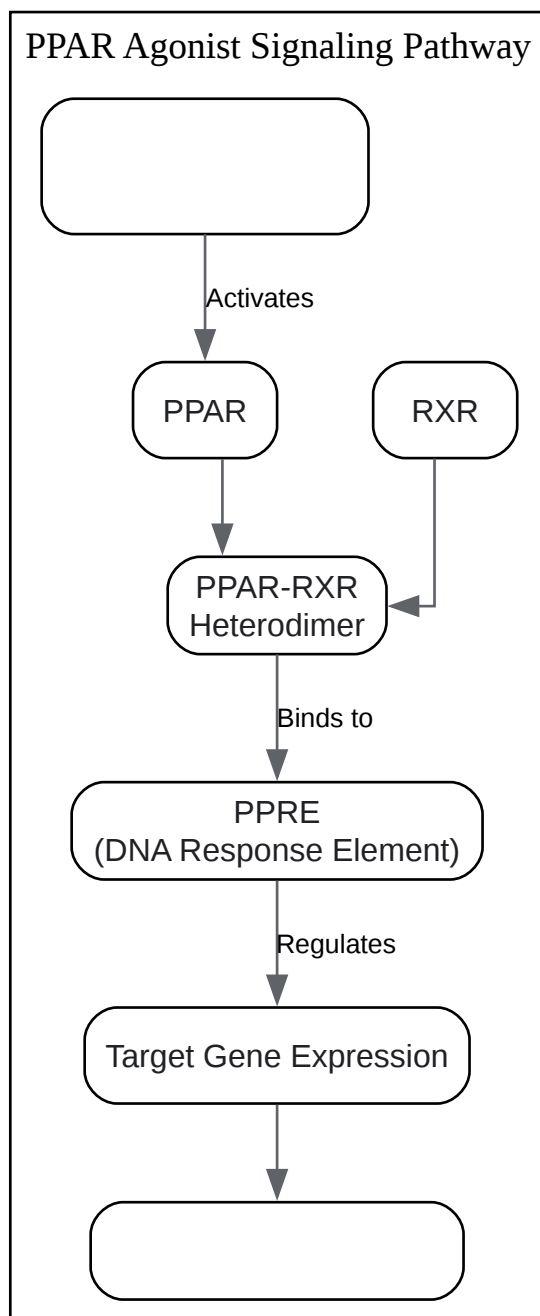 PPAR Agonist Signaling Pathway
Activates
PPAR
RXR
PPAR-RXR
Heterodimer
Binds to
PPRE
(DNA Response Element)
Regulates
Target Gene Expression